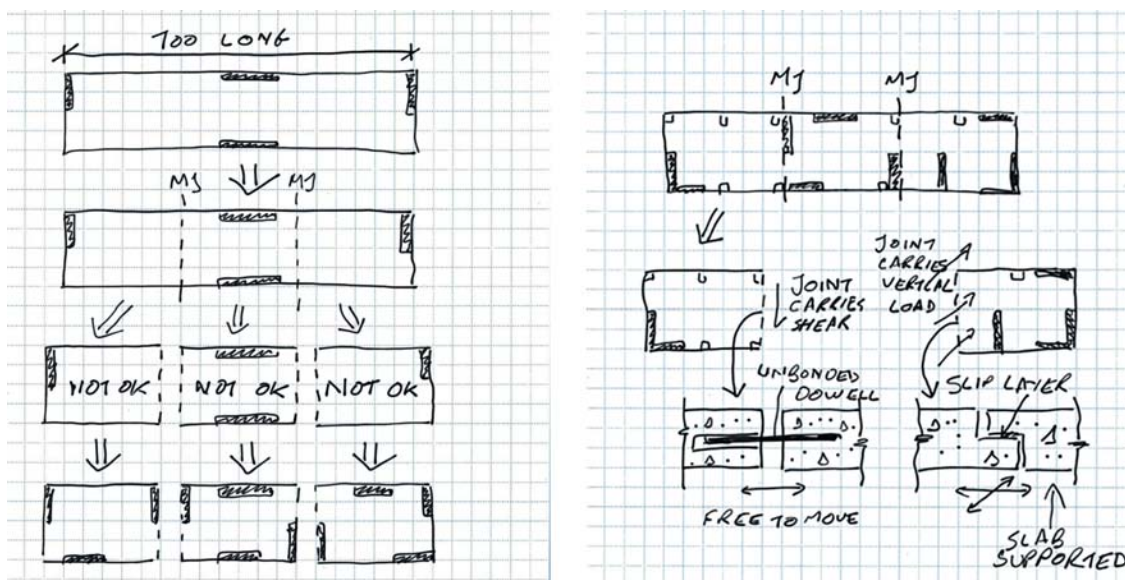 TOO LONG
MJ MJ
NOT OK NOT OK NOT OK
MJ MJ
JOINT
CARRIES
SHEAR
JOINT
CARRIES
VERTICAL
LOAD
UNBONDED
DOWELL
SLIP LAYER
FREE TO MOVE
SLAB
SUPPORTED